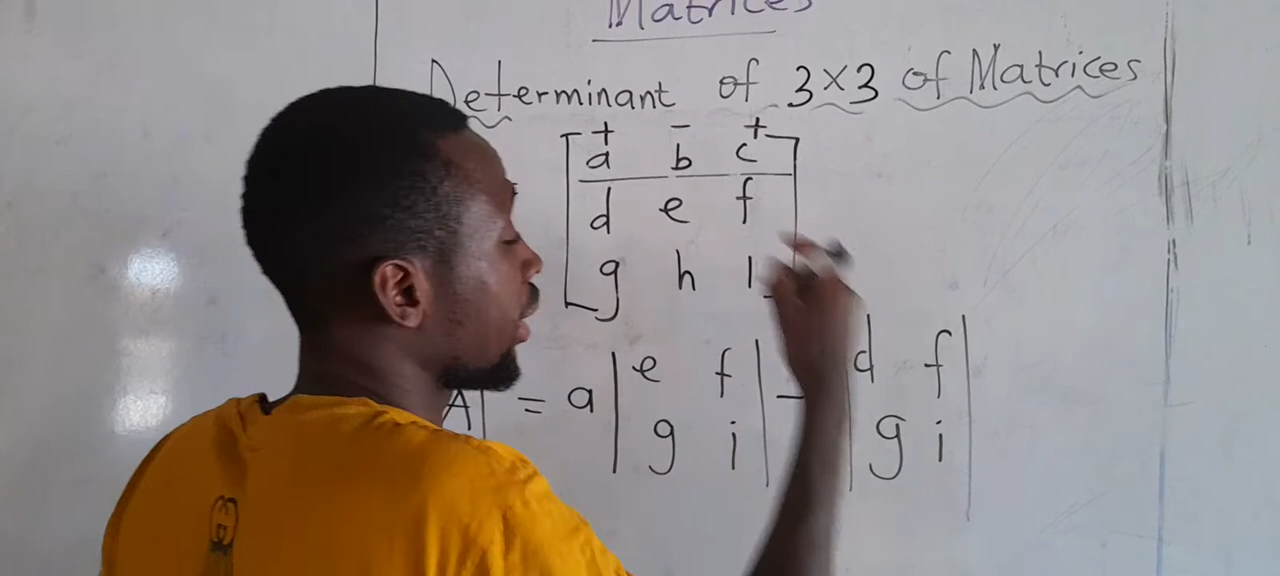 Matrices
Determinant of 3×3 of Matrices
+ - +
a b c
d e f
g h i
A| = a |e f| - |d f|
|g i| |g i|